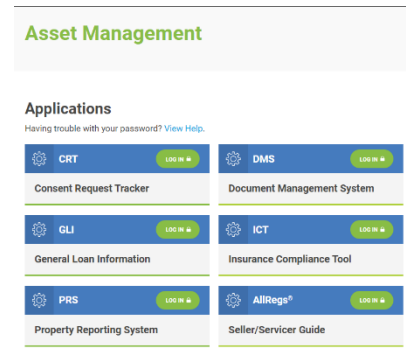 Asset Management
Applications
Having trouble with your password? View Help.
CRT LOG IN
DMS LOG IN
Consent Request Tracker
Document Management System
GLI LOG IN
ICT LOG IN
General Loan Information
Insurance Compliance Tool
PRS LOG IN
AllRegs® LOG IN
Property Reporting System
Seller/Servicer Guide